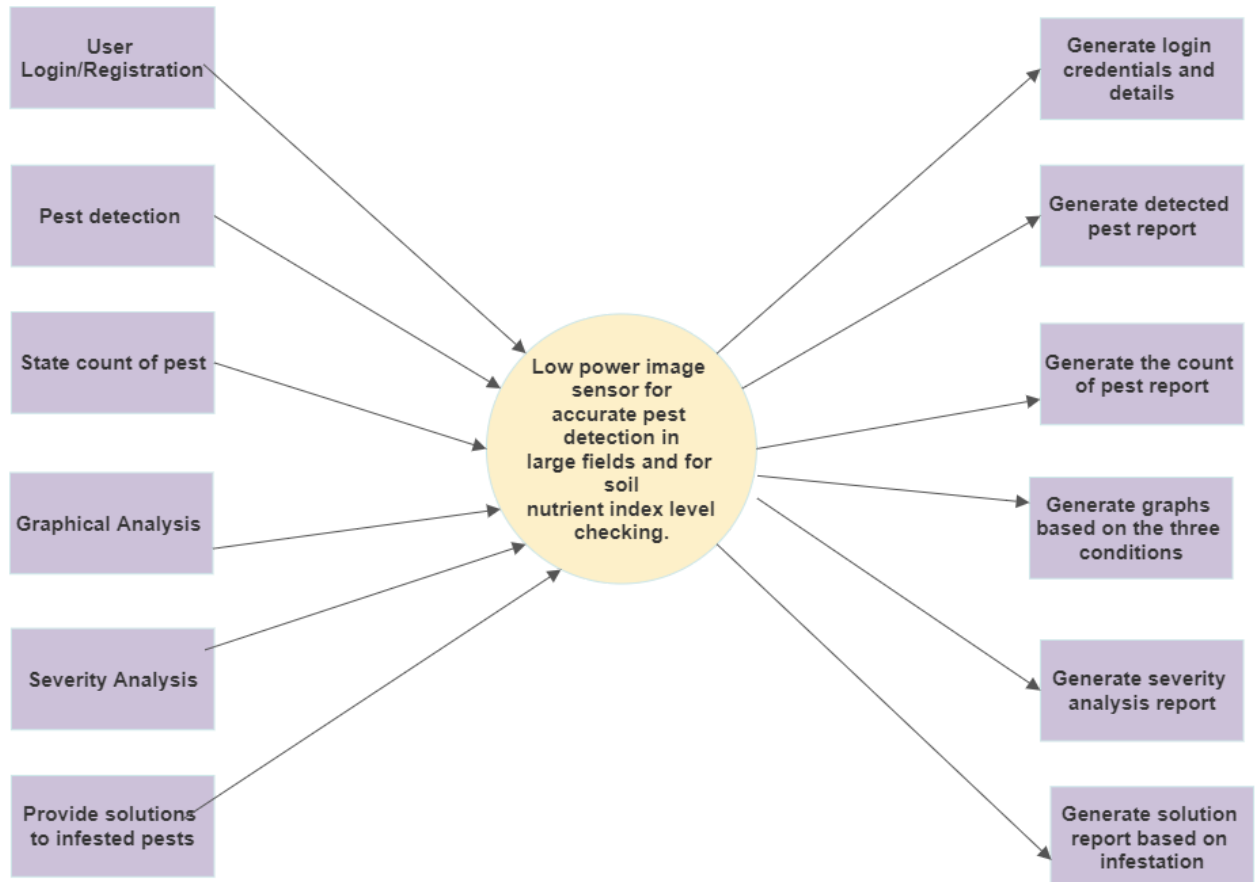 User
Login/Registration
Pest detection
State count of pest
Graphical Analysis
Severity Analysis
Provide solutions
to infested pests
Low power image
sensor for
accurate pest
detection in
large fields and for
soil
nutrient index level
checking.
Generate login
credentials and
details
Generate detected
pest report
Generate the count
of pest report
Generate graphs
based on the three
conditions
Generate severity
analysis report
Generate solution
report based on
infestation